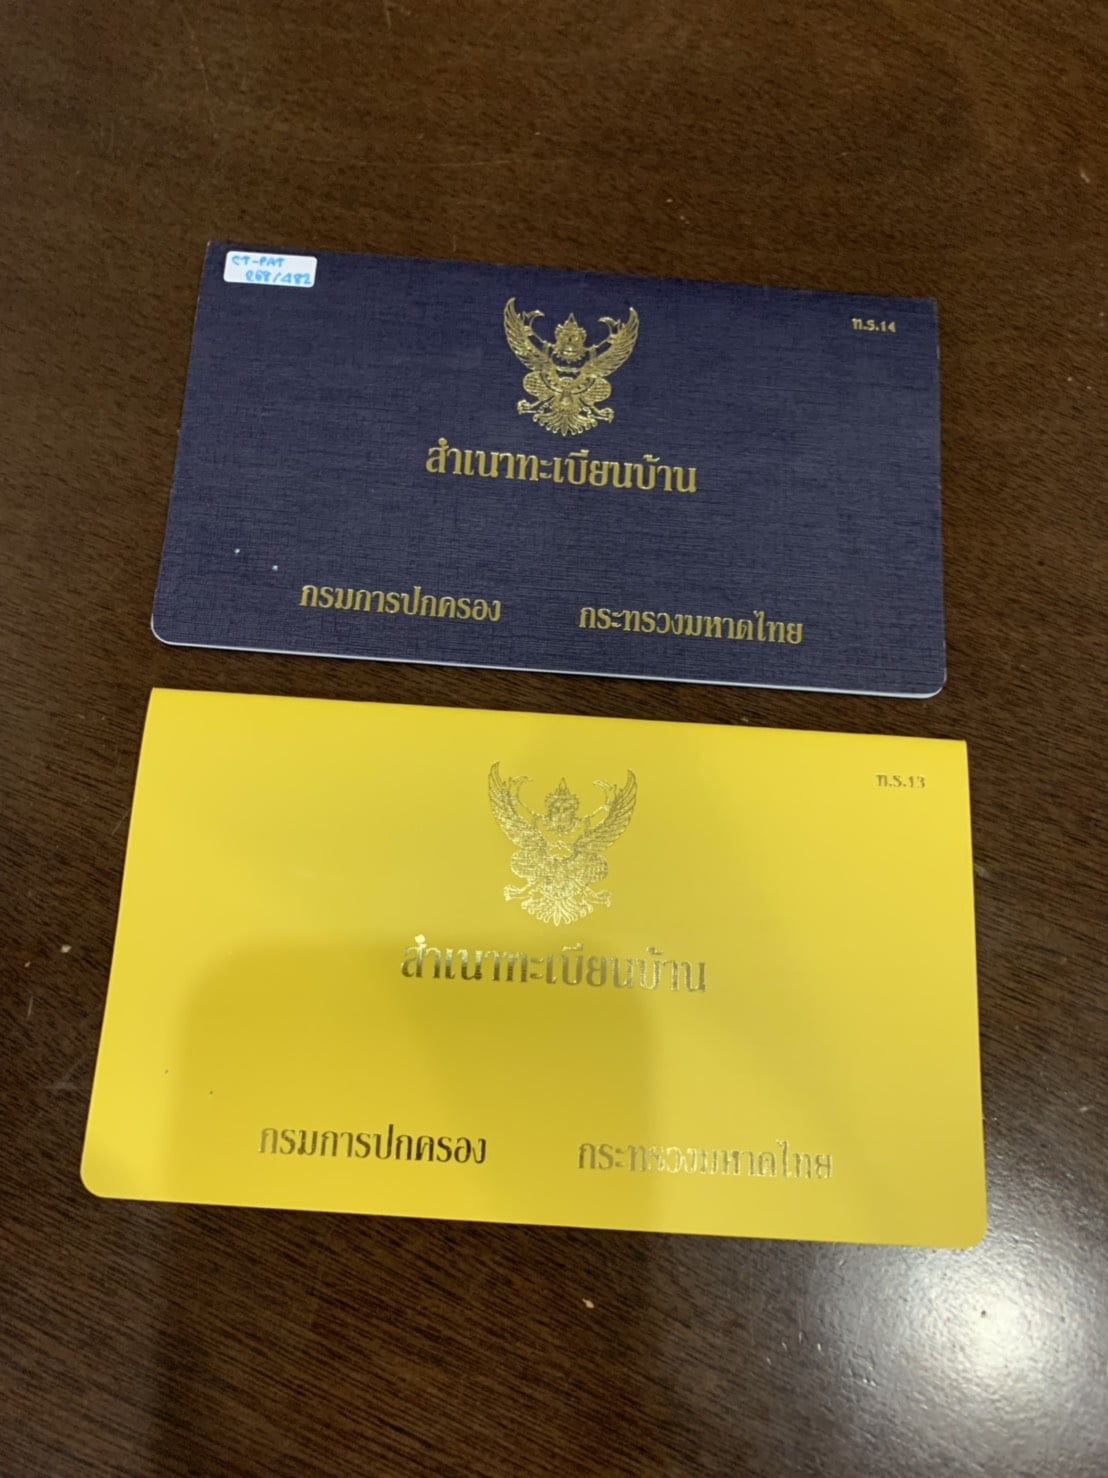 CT-PAT
268/482
ท.ร.14
สำเนาทะเบียนบ้าน
กรมการปกครอง กระทรวงมหาดไทย
ท.ร.13
สำเนาทะเบียนบ้าน
กรมการปกครอง กระทรวงมหาดไทย